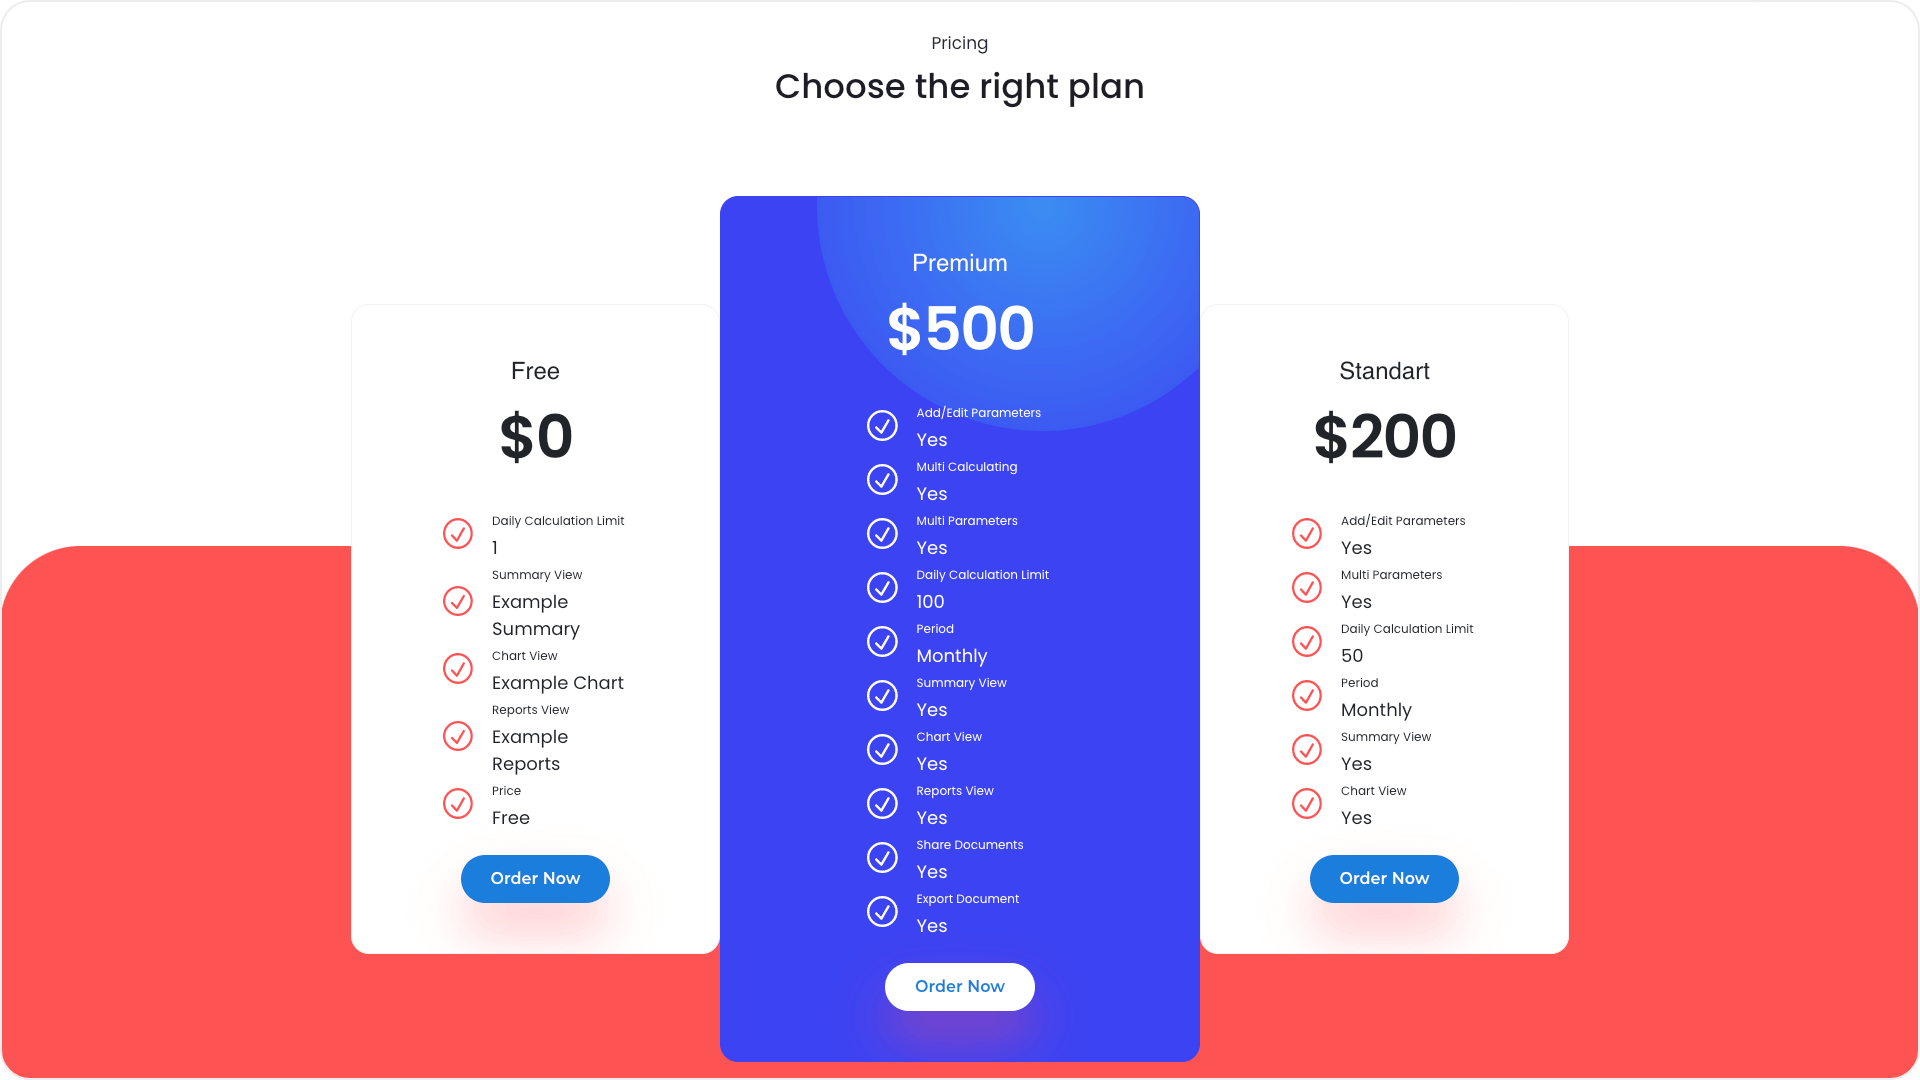 Pricing
Choose the right plan
Free
$0
Daily Calculation Limit
1
Summary View
Example
Summary
Chart View
Example Chart
Reports View
Example
Reports
Price
Free
Order Now
Premium
$500
Add/Edit Parameters
Yes
Multi Calculating
Yes
Multi Parameters
Yes
Daily Calculation Limit
100
Period
Monthly
Summary View
Yes
Chart View
Yes
Reports View
Yes
Share Documents
Yes
Export Document
Yes
Order Now
Standart
$200
Add/Edit Parameters
Yes
Multi Parameters
Yes
Daily Calculation Limit
50
Period
Monthly
Summary View
Yes
Chart View
Yes
Order Now